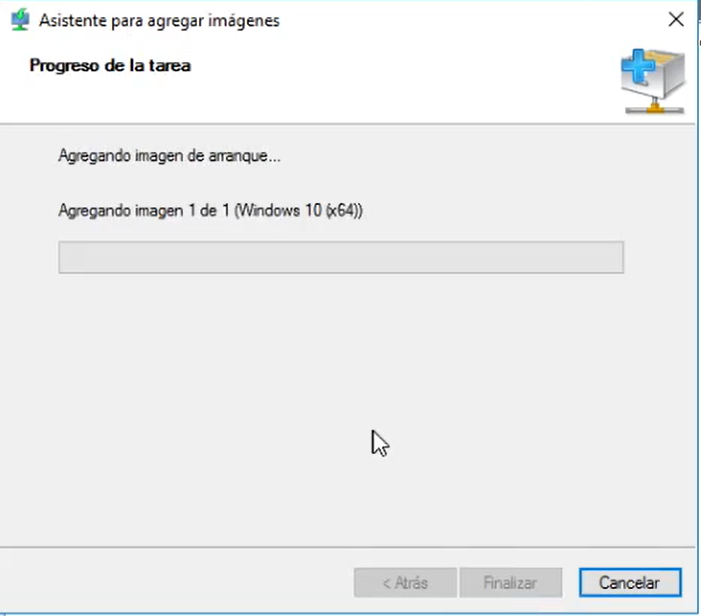 Asistente para agregar imágenes
Progreso de la tarea
Agregando imagen de arranque...
Agregando imagen 1 de 1 (Windows 10 (x64))
< Atrás
Finalizar
Cancelar